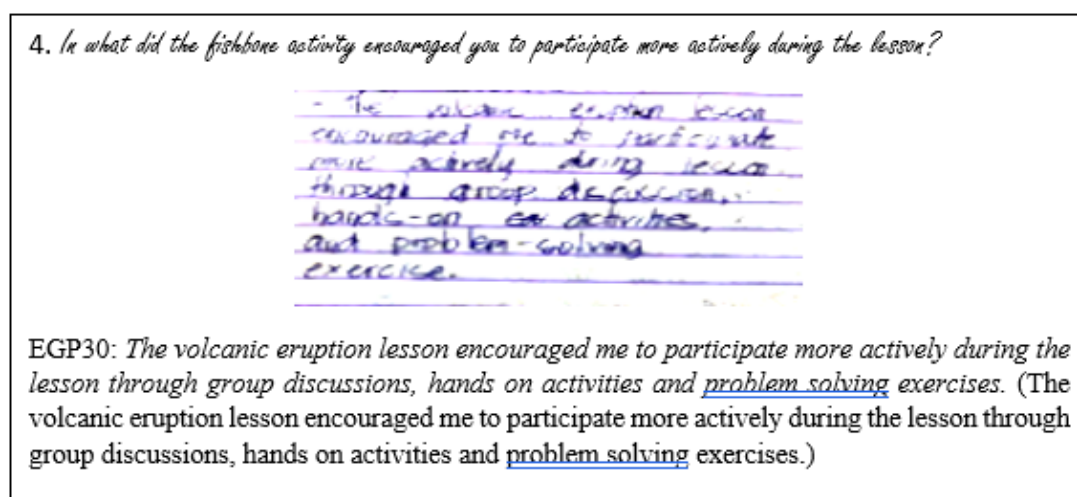 4. In what did the fishbone activity encouraged you to participate more actively during the lesson?
- The volcanic eruption lesson
encouraged me to participate
more actively during lesson
through group discussion,
hands-on activities,
and problem-solving
exercise.
EGP30: The volcanic eruption lesson encouraged me to participate more actively during the
lesson through group discussions, hands on activities and problem solving exercises. (The
volcanic eruption lesson encouraged me to participate more actively during the lesson through
group discussions, hands on activities and problem solving exercises.)